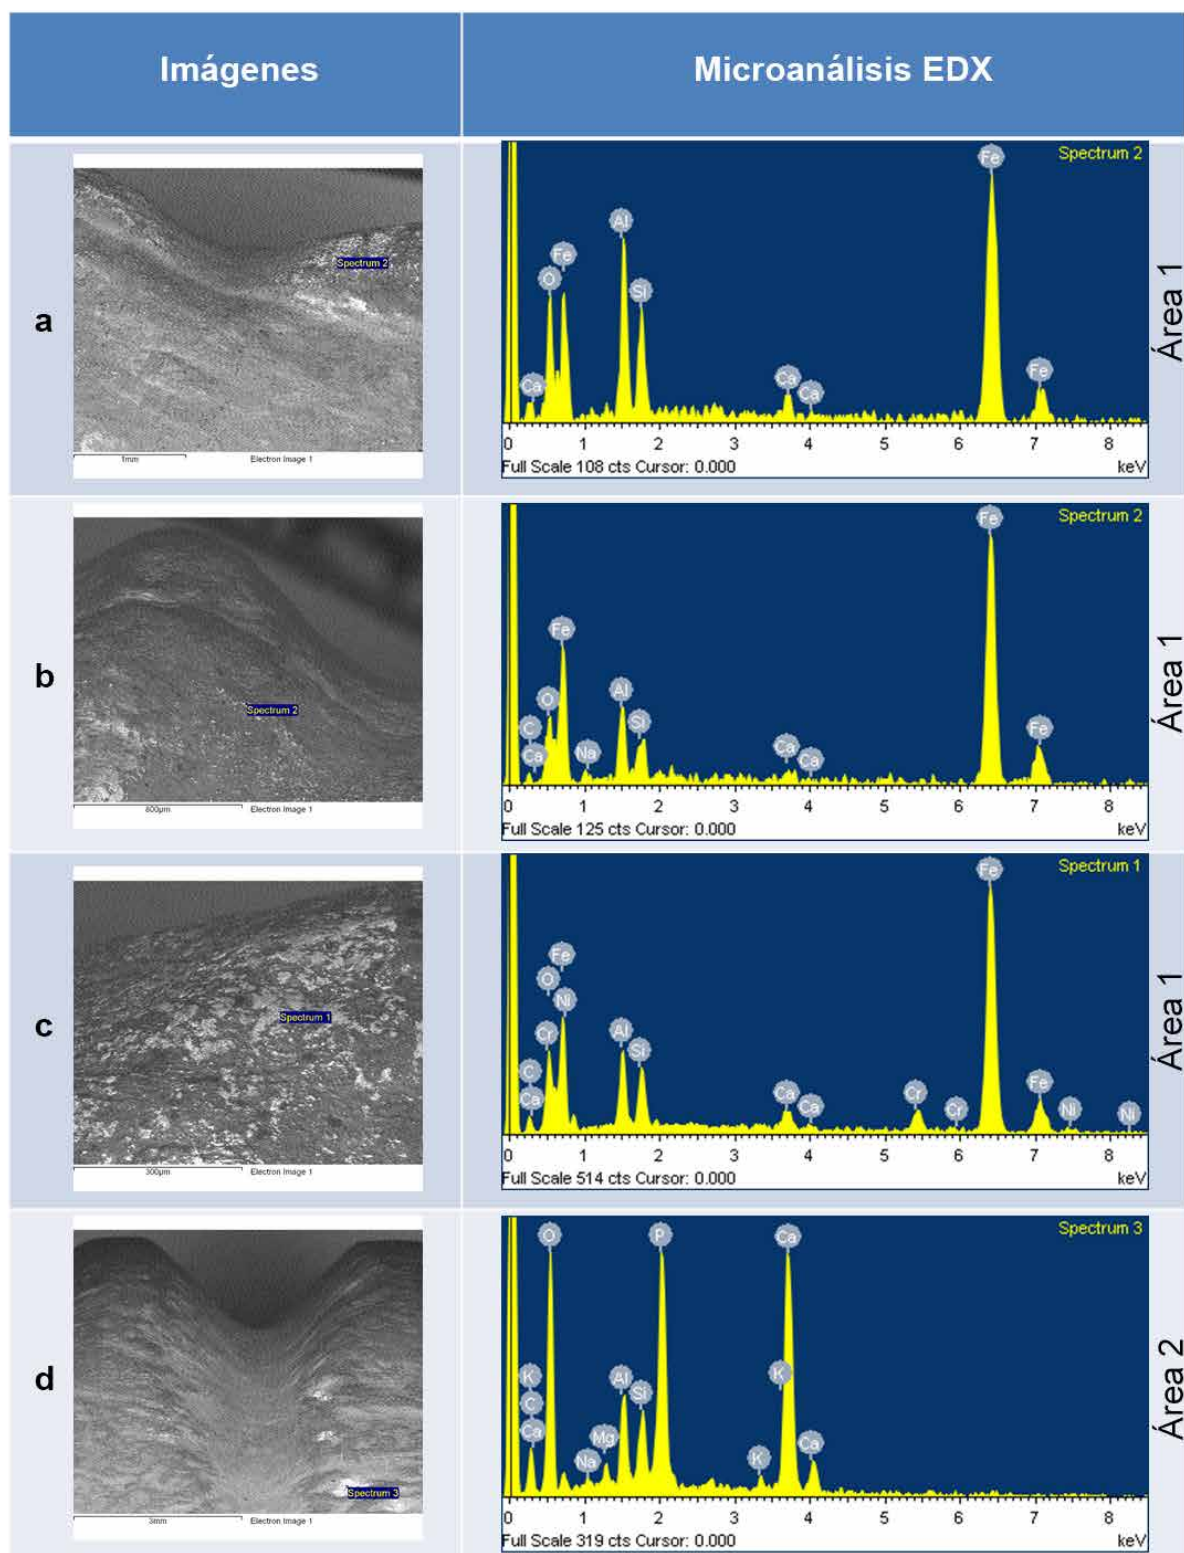 Imágenes
Microanálisis EDX
a
Spectrum 2
1mm
Electron Image 1
Spectrum 2
Ca
O
Fe
Al
Si
Ca
Ca
Fe
Fe
0 1 2 3 4 5 6 7 8
Full Scale 108 cts Cursor: 0.000
keV
Área 1
b
Spectrum 2
600µm
Electron Image 1
Spectrum 2
C
Ca
O
Fe
Na
Al
Si
Ca
Ca
Fe
Fe
0 1 2 3 4 5 6 7 8
Full Scale 125 cts Cursor: 0.000
keV
Área 1
c
Spectrum 1
300µm
Electron Image 1
Spectrum 1
C
Ca
O
Cr
Fe
Ni
Al
Si
Ca
Ca
Cr
Cr
Fe
Fe
Ni
Ni
0 1 2 3 4 5 6 7 8
Full Scale 514 cts Cursor: 0.000
keV
Área 1
d
Spectrum 3
3mm
Electron Image 1
Spectrum 3
K
C
Ca
O
Na
Mg
Al
Si
P
K
K
Ca
Ca
0 1 2 3 4 5 6 7 8
Full Scale 319 cts Cursor: 0.000
keV
Área 2